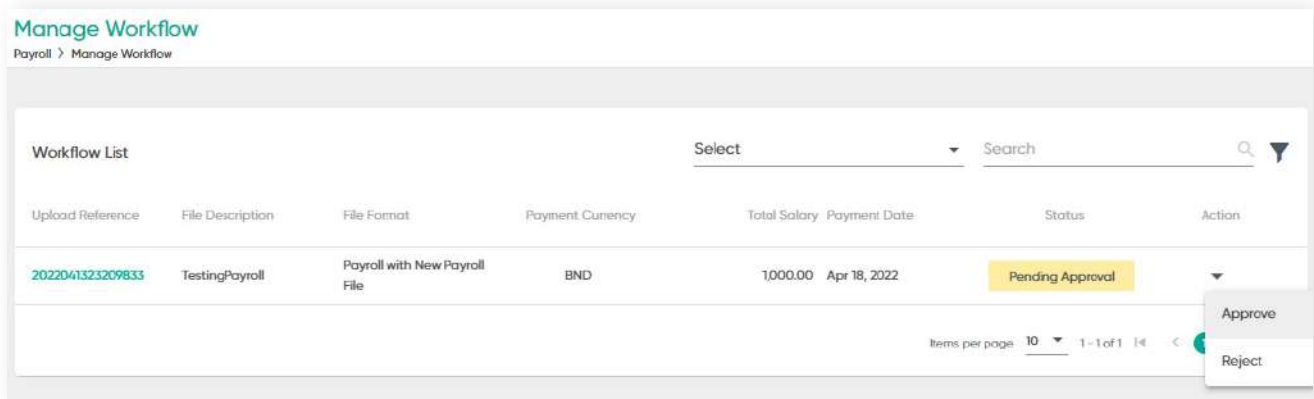 Manage Workflow
Payroll > Manage Workflow
Workflow List
Select
Search
Upload Reference File Description File Format Payment Currency Total Salary Payment Date Status Action
2022041323209833 TestingPayroll Payroll with New Payroll BND 1,000.00 Apr 18, 2022 Pending Approval
File
Approve
Items per page 10 1 - 1 of 1
Reject